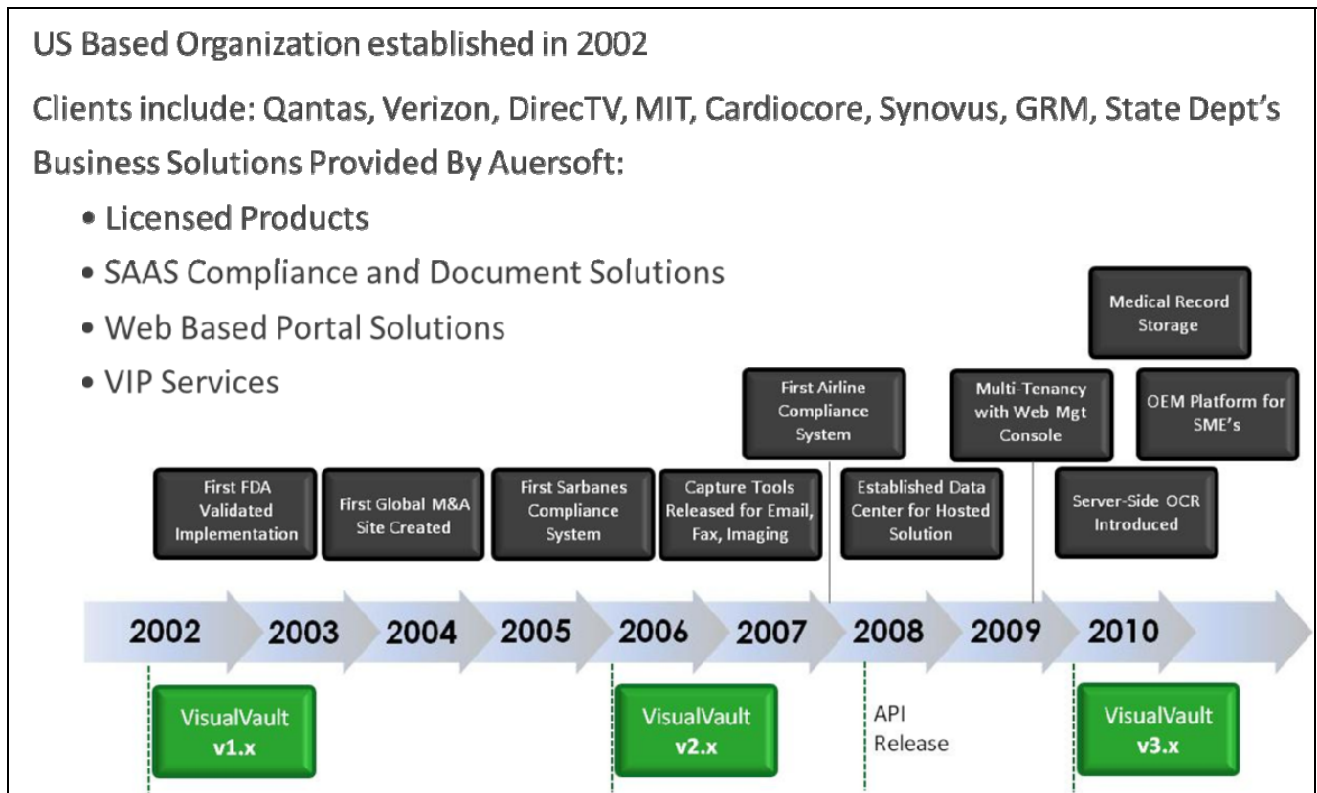 US Based Organization established in 2002
Clients include: Qantas, Verizon, DirecTV, MIT, Cardiocore, Synovus, GRM, State Dept's
Business Solutions Provided By Auersoft:
• Licensed Products
• SAAS Compliance and Document Solutions
• Web Based Portal Solutions
• VIP Services
Medical Record
Storage
First Airline
Compliance
System
Multi-Tenancy
with Web Mgt
Console
OEM Platform for
SME's
First FDA
Validated
Implementation
First Global M&A
Site Created
First Sarbanes
Compliance
System
Capture Tools
Released for Email,
Fax, Imaging
Established Data
Center for Hosted
Solution
Server-Side OCR
Introduced
2002 2003 2004 2005 2006 2007 2008 2009 2010
VisualVault
v1.x
VisualVault
v2.x
API
Release
VisualVault
v3.x